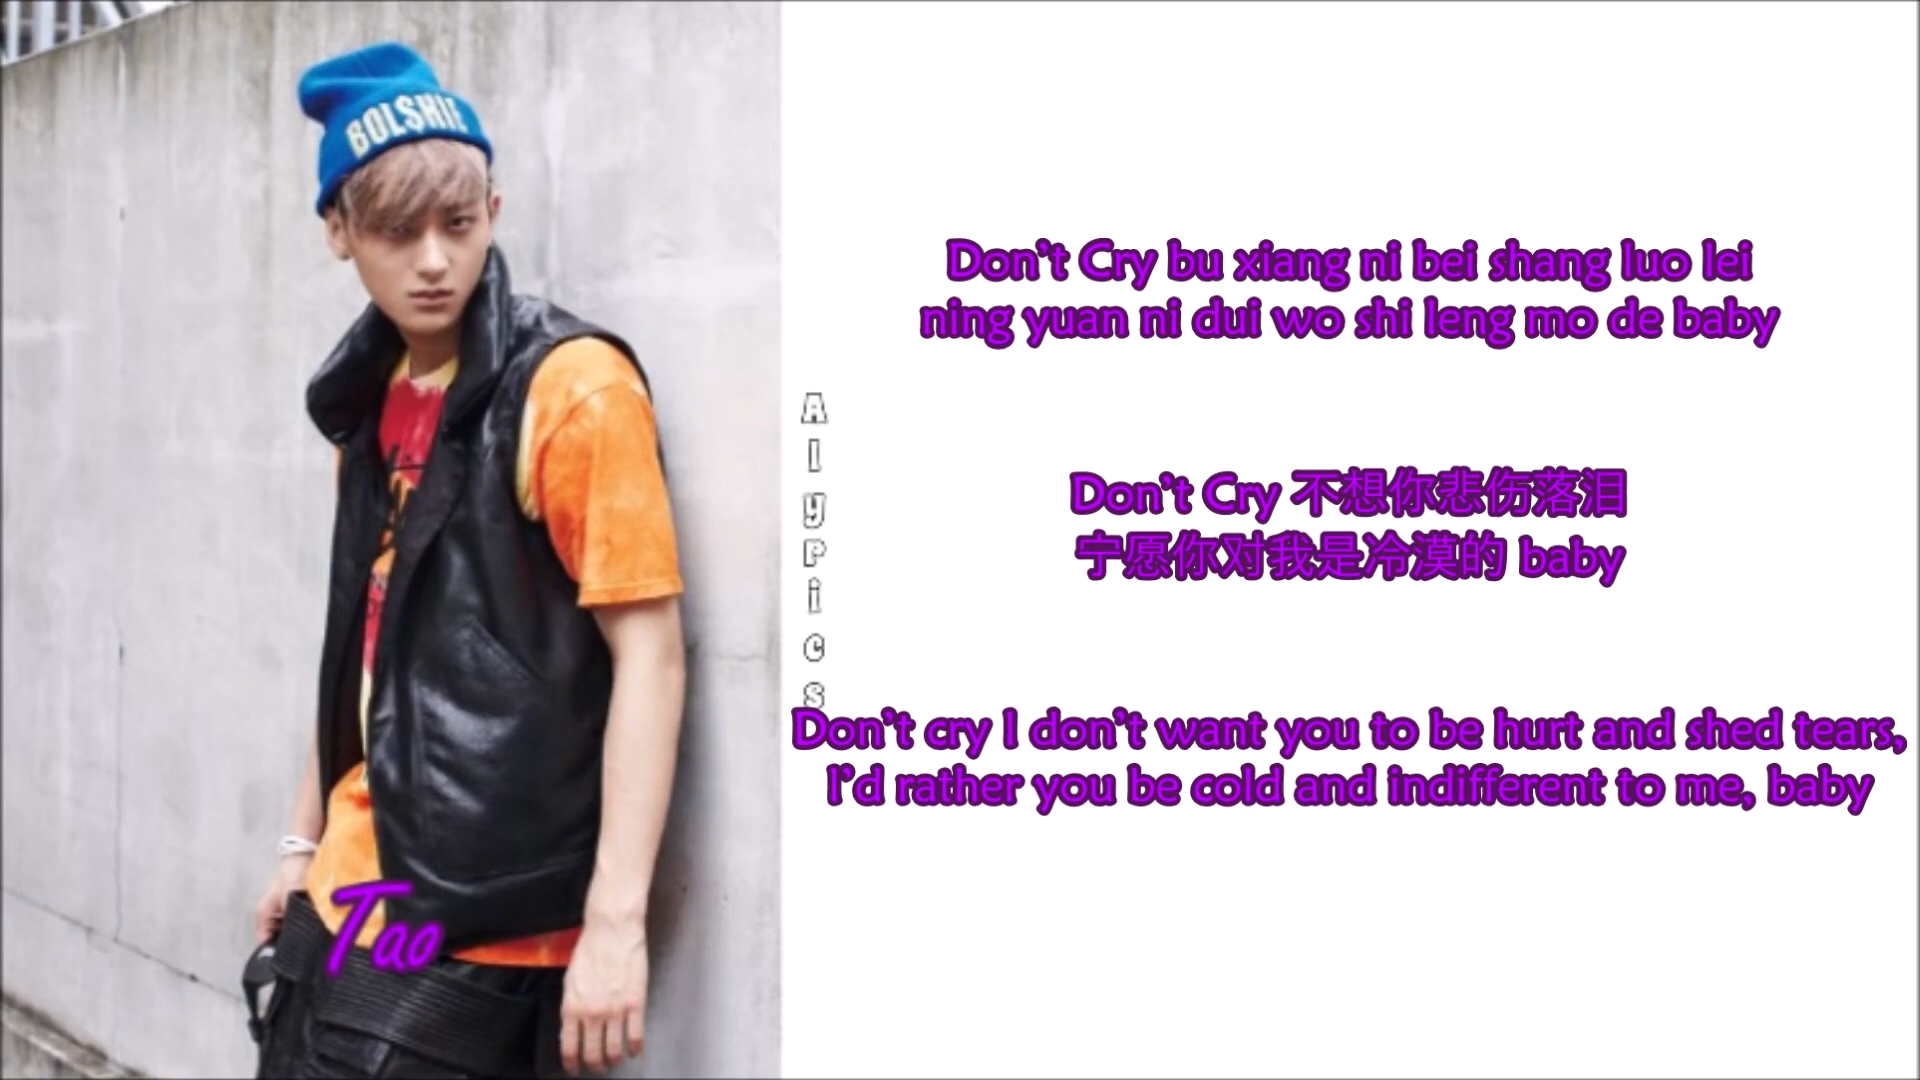 BOLSHIE
Don't Cry bu xiang ni bei shang luo lei
ning yuan ni dui wo shi leng mo de baby
Don't Cry 不想你悲伤落泪
宁愿你对我是冷漠的 baby
Don't cry I don't want you to be hurt and shed tears,
I'd rather you be cold and indifferent to me, baby
AlyPics
Tao